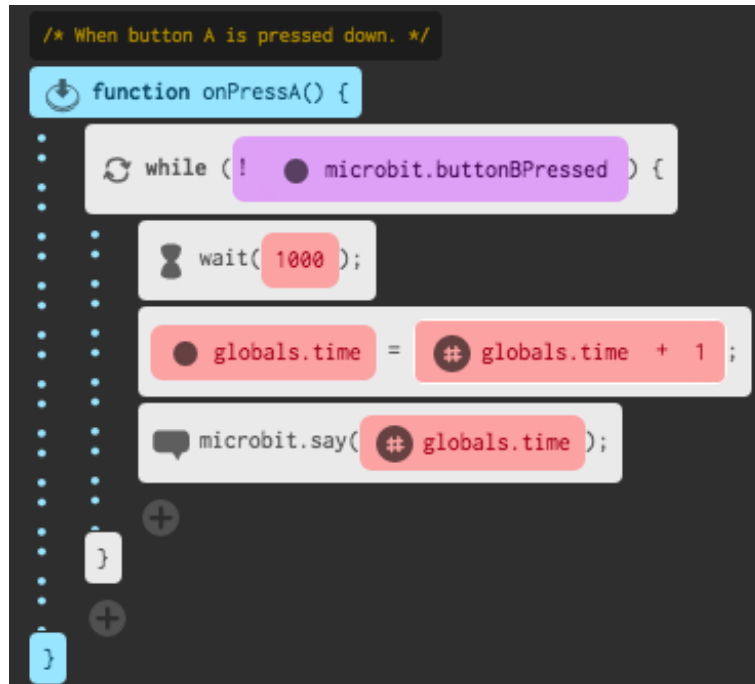 /* When button A is pressed down. */
function onPressA() {
while (! microbit.buttonBPressed) {
wait(1000);
globals.time = # globals.time + 1;
microbit.say(# globals.time);
}
}